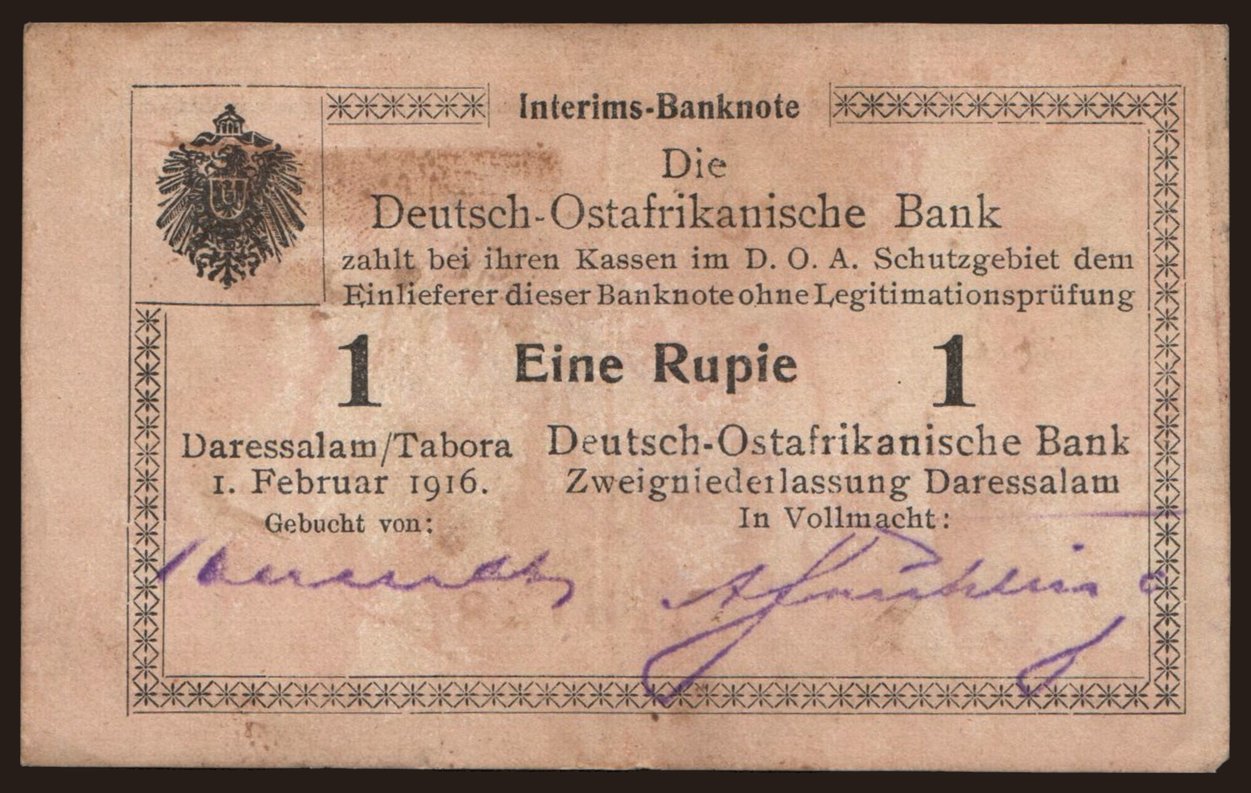 Interims-Banknote
Die
Deutsch-Ostafrikanische Bank
zahlt bei ihren Kassen im D. O. A. Schutzgebiet dem
Einlieferer dieser Banknote ohne Legitimationsprüfung
1 Eine Rupie 1
Daressalam/Tabora
1. Februar 1916.
Gebucht von:
Deutsch-Ostafrikanische Bank
Zweigniederlassung Daressalam
In Vollmacht: